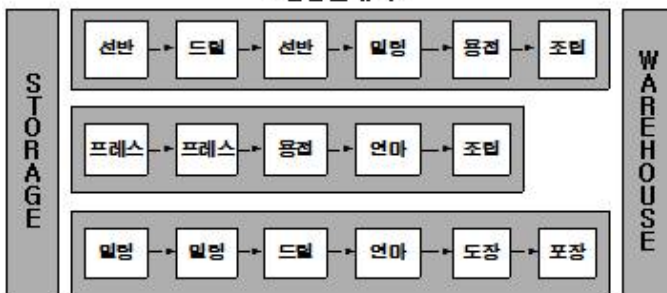 STORAGE
선반 드릴 선반 밀링 용접 조립
프레스 프레스 용접 연마 조립
밀링 밀링 드릴 연마 도장 포장
WAREHOUSE